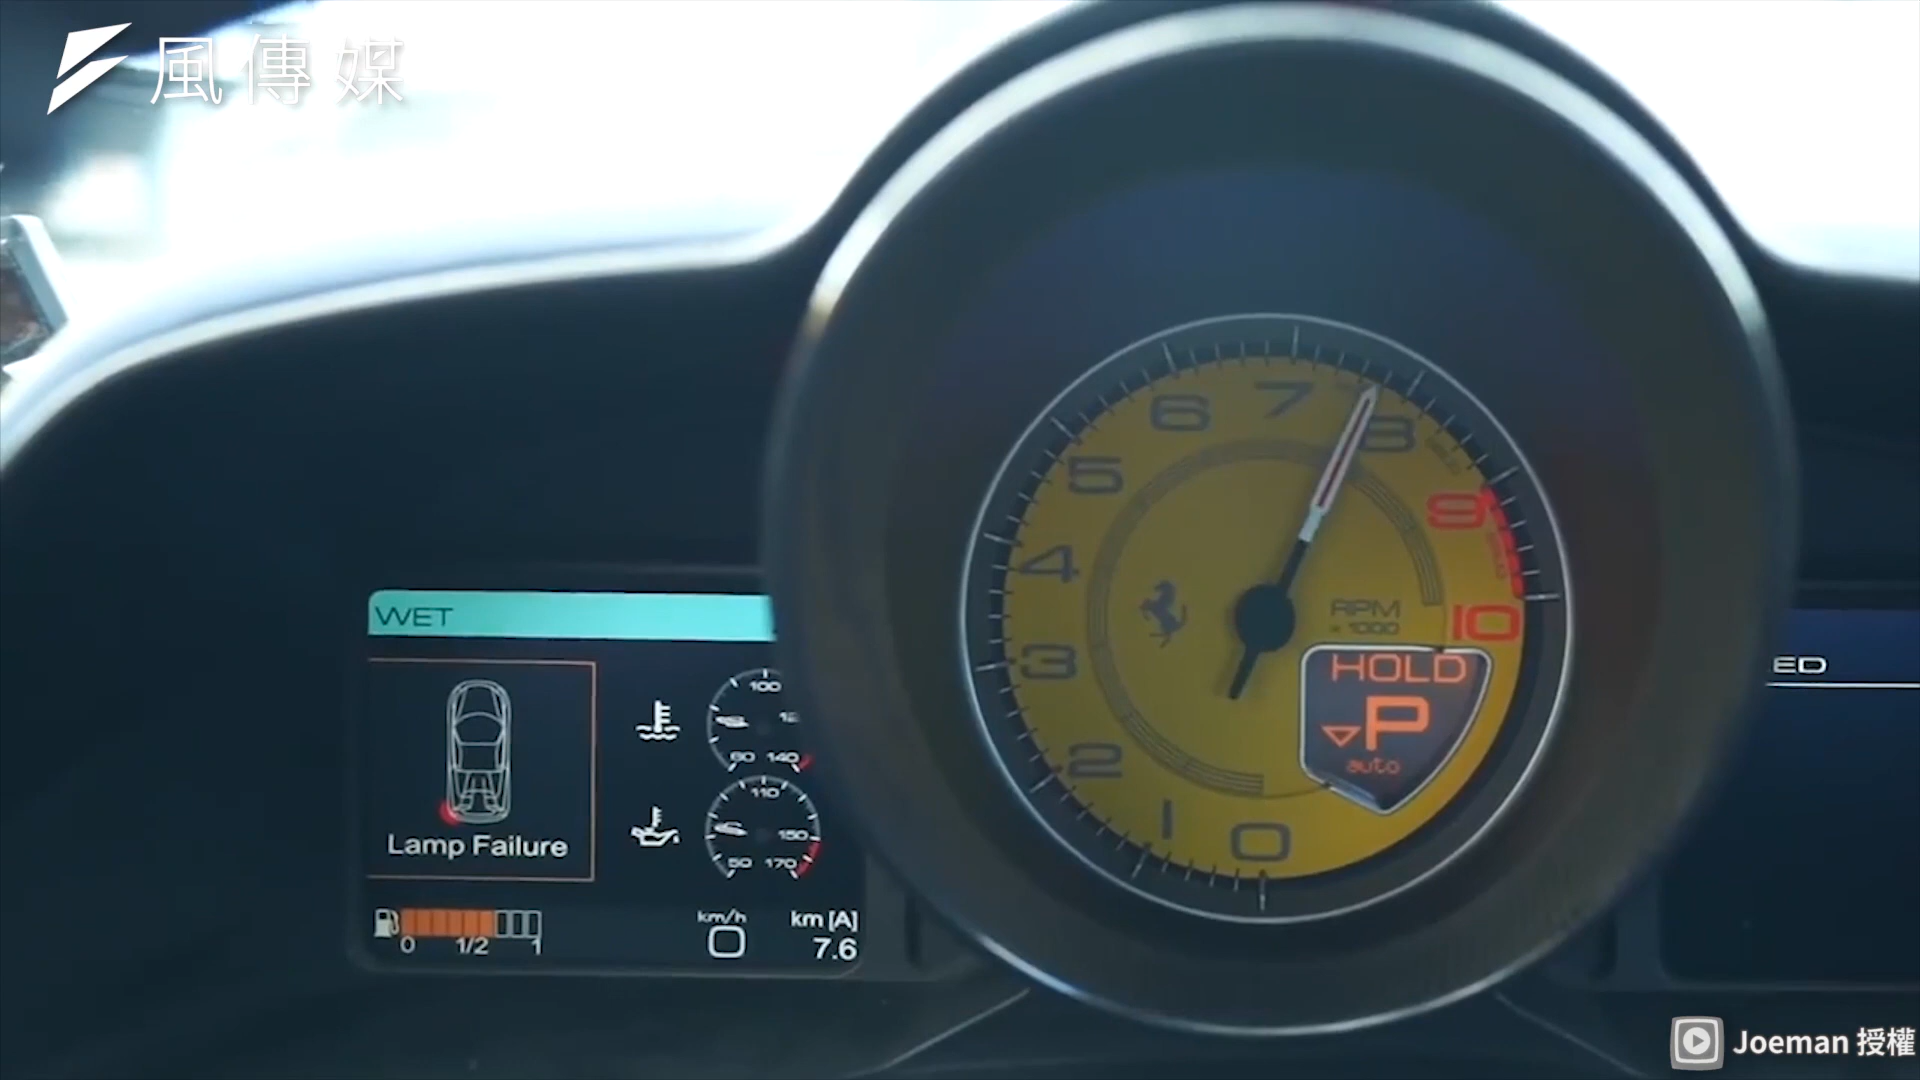 風傳媒
WET
Lamp Failure
0 1/2 1
100
60 140
110
150
50 170
km/h
0
km [A]
7.6
0 1 2 3 4 5 6 7 8 9 10
RPM
x 1000
HOLD
P
auto
ED
Joeman 授權